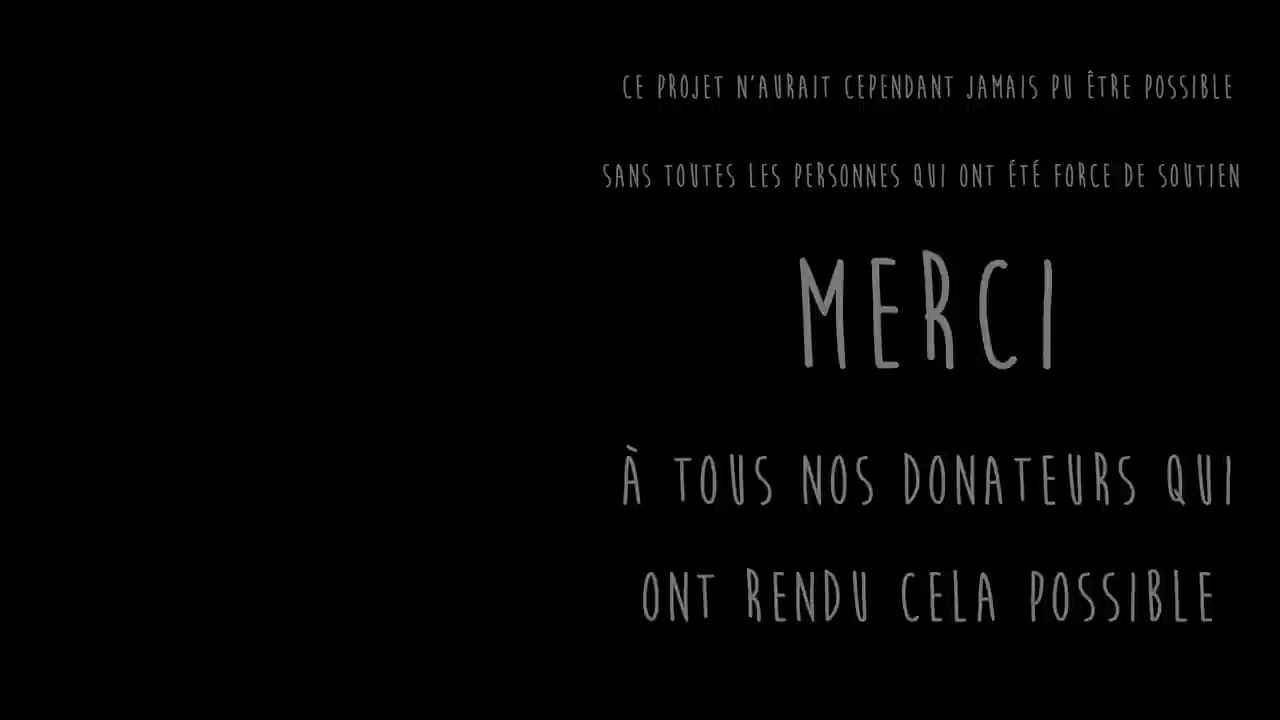 CE PROJET N'AURAIT CEPENDANT JAMAIS PU ÊTRE POSSIBLE
SANS TOUTES LES PERSONNES QUI ONT ÉTÉ FORCE DE SOUTIEN
MERCI
À TOUS NOS DONATEURS QUI
ONT RENDU CELA POSSIBLE